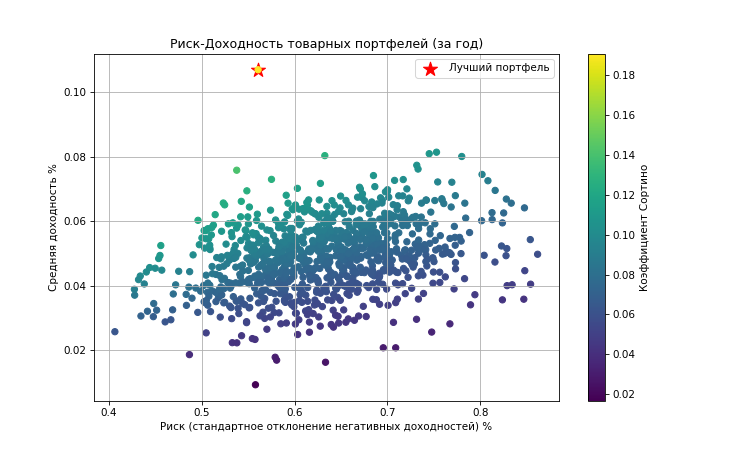 Риск-Доходность товарных портфелей (за год)
Лучший портфель
Средняя доходность %
0.10
0.08
0.06
0.04
0.02
0.4 0.5 0.6 0.7 0.8
Риск (стандартное отклонение негативных доходностей) %
0.18
0.16
0.14
0.12
0.10
0.08
0.06
0.04
0.02
Коэффициент Сортино